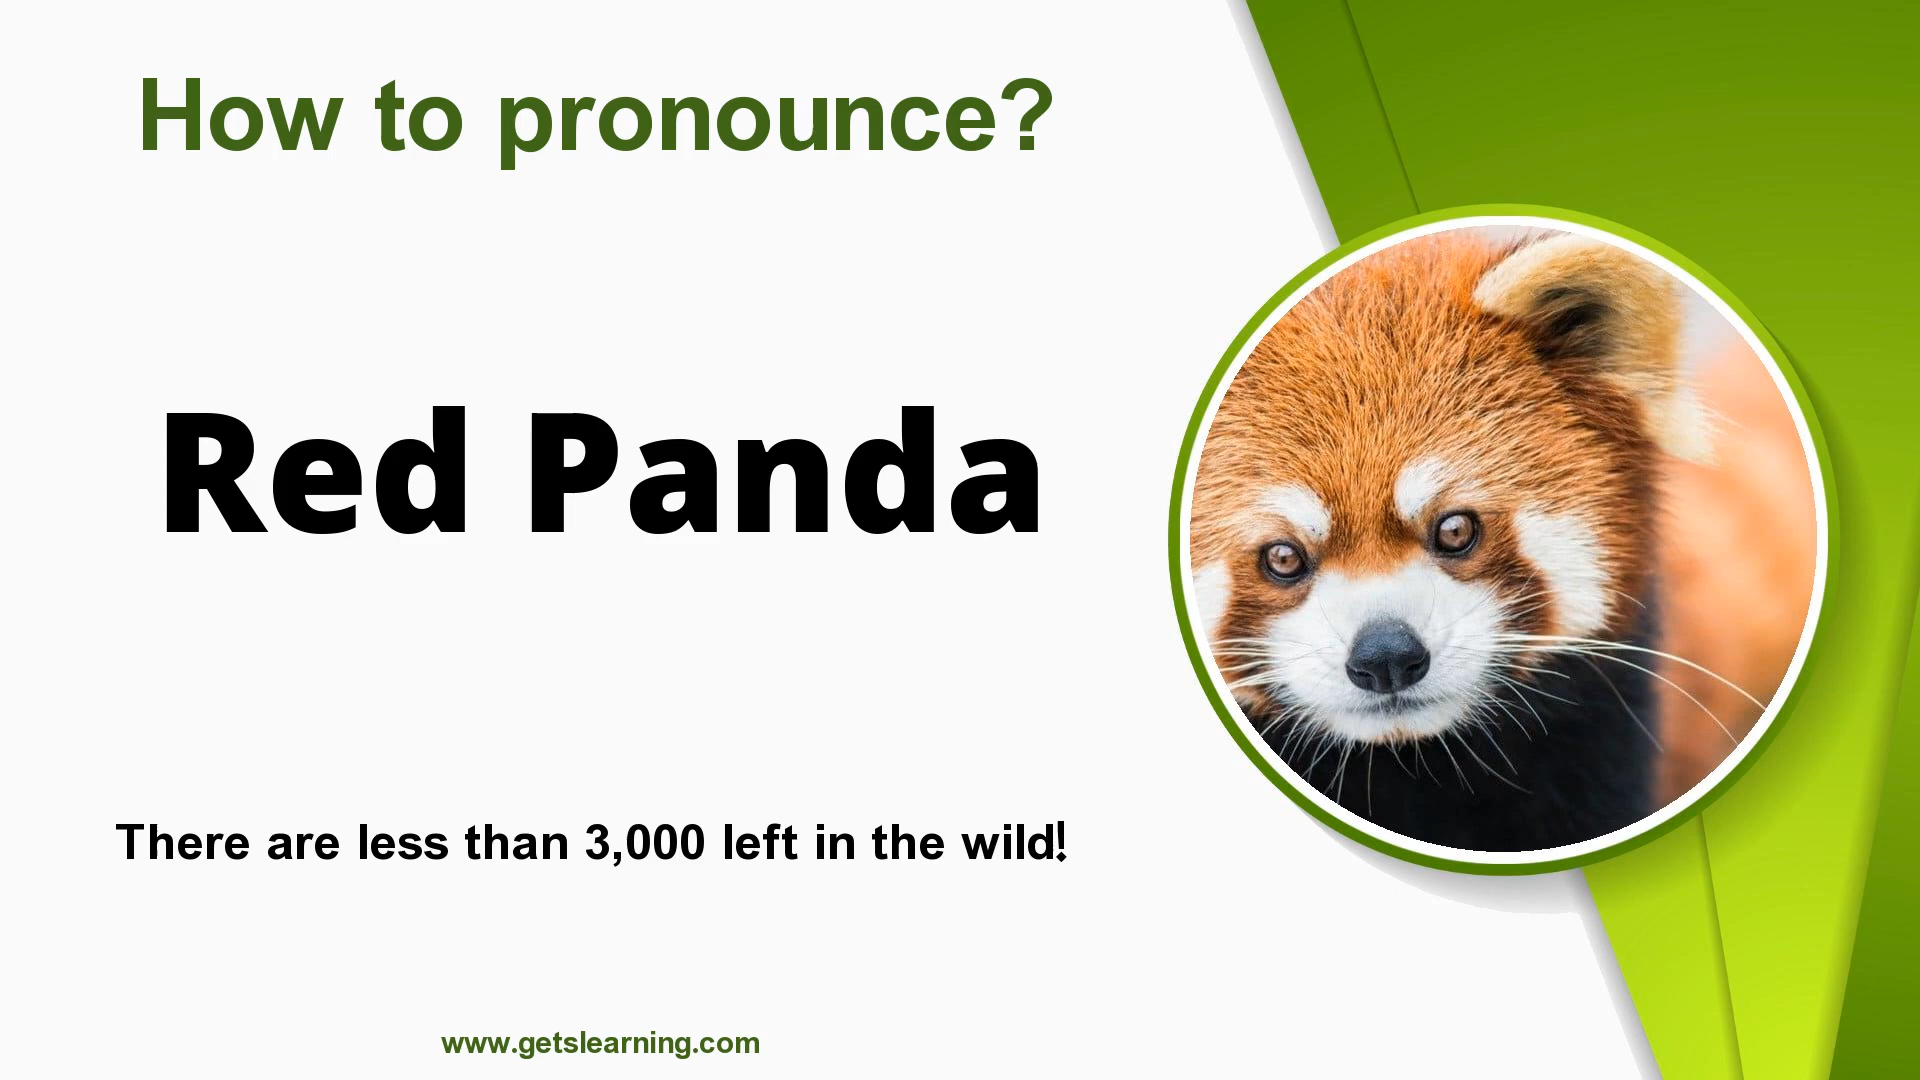 How to pronounce?
Red Panda
There are less than 3,000 left in the wild!
www.getslearning.com